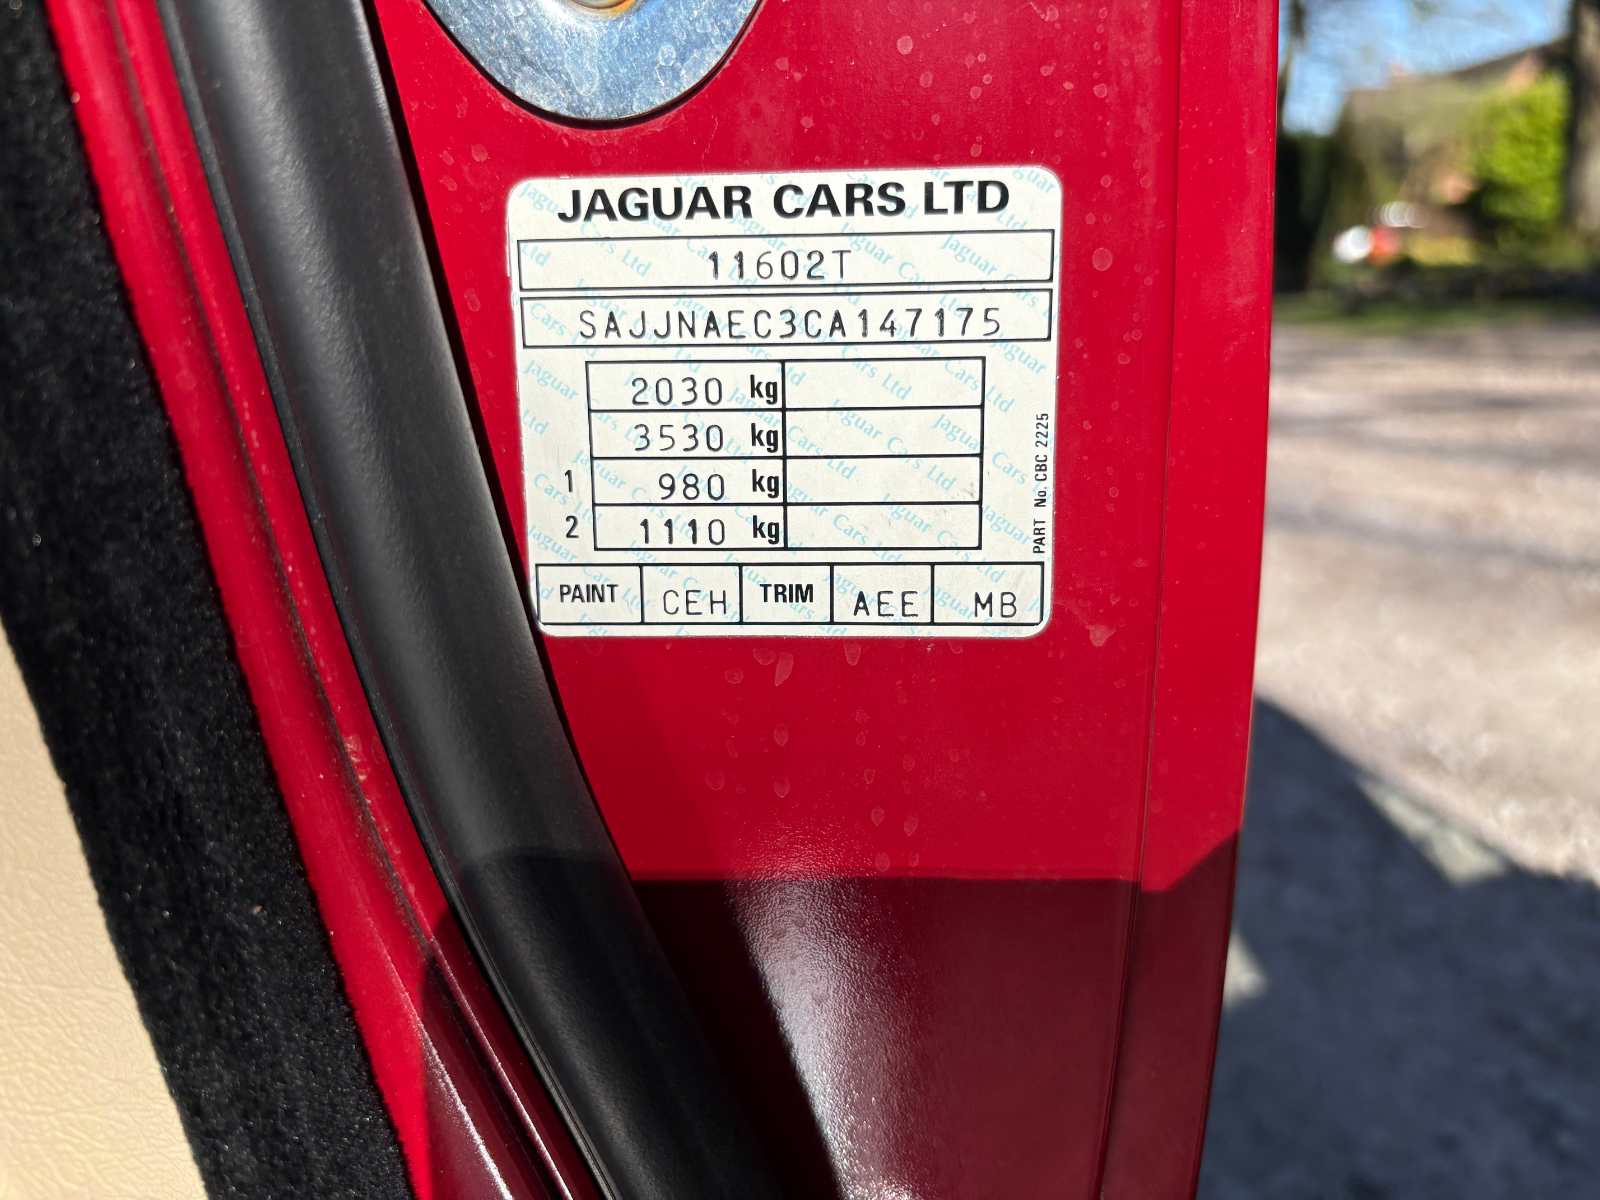 JAGUAR CARS LTD
11602T
SAJJNAEC3CA147175
2030 kg
3530 kg
1 980 kg
2 1110 kg
PART No. CBC 2225
PAINT CEH TRIM AEE MB